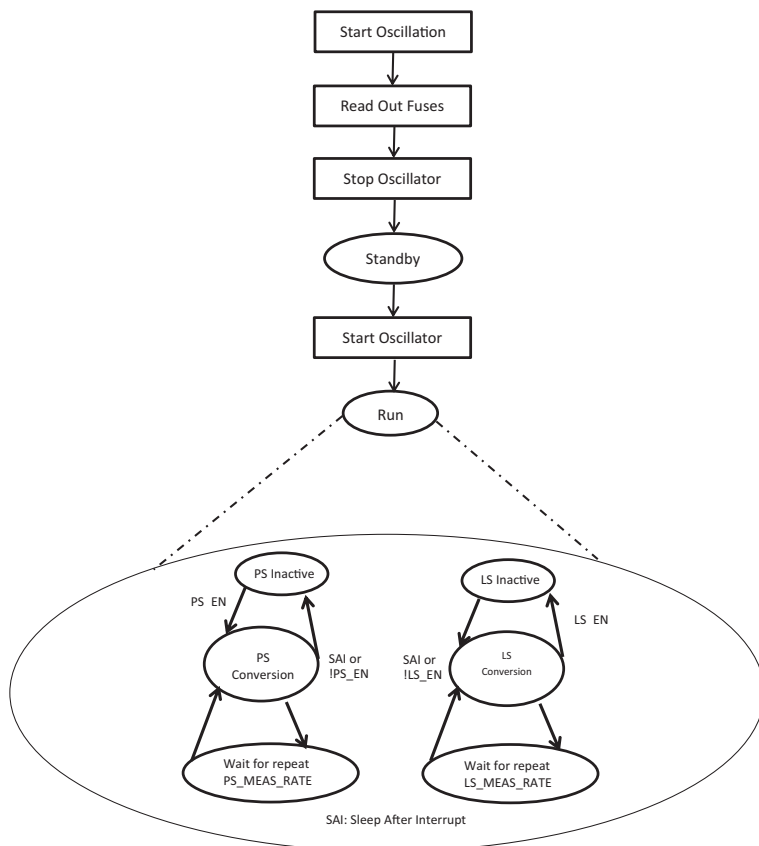 Start Oscillation
Read Out Fuses
Stop Oscillator
Standby
Start Oscillator
Run
PS Inactive
PS EN
PS
Conversion
SAI or
!PS_EN
Wait for repeat
PS_MEAS_RATE
LS Inactive
LS EN
SAI or
!LS_EN
LS
Conversion
Wait for repeat
LS_MEAS_RATE
SAI: Sleep After Interrupt